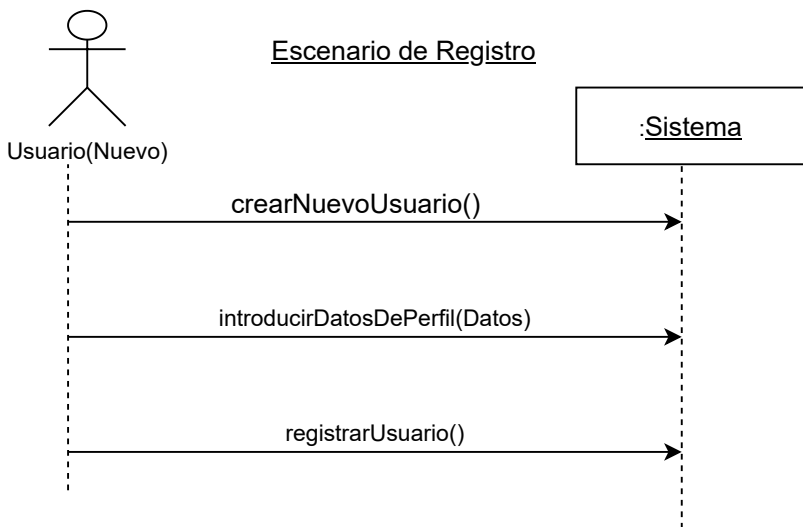 Escenario de Registro
:Sistema
Usuario(Nuevo)
crearNuevoUsuario()
introducirDatosDePerfil(Datos)
registrarUsuario()